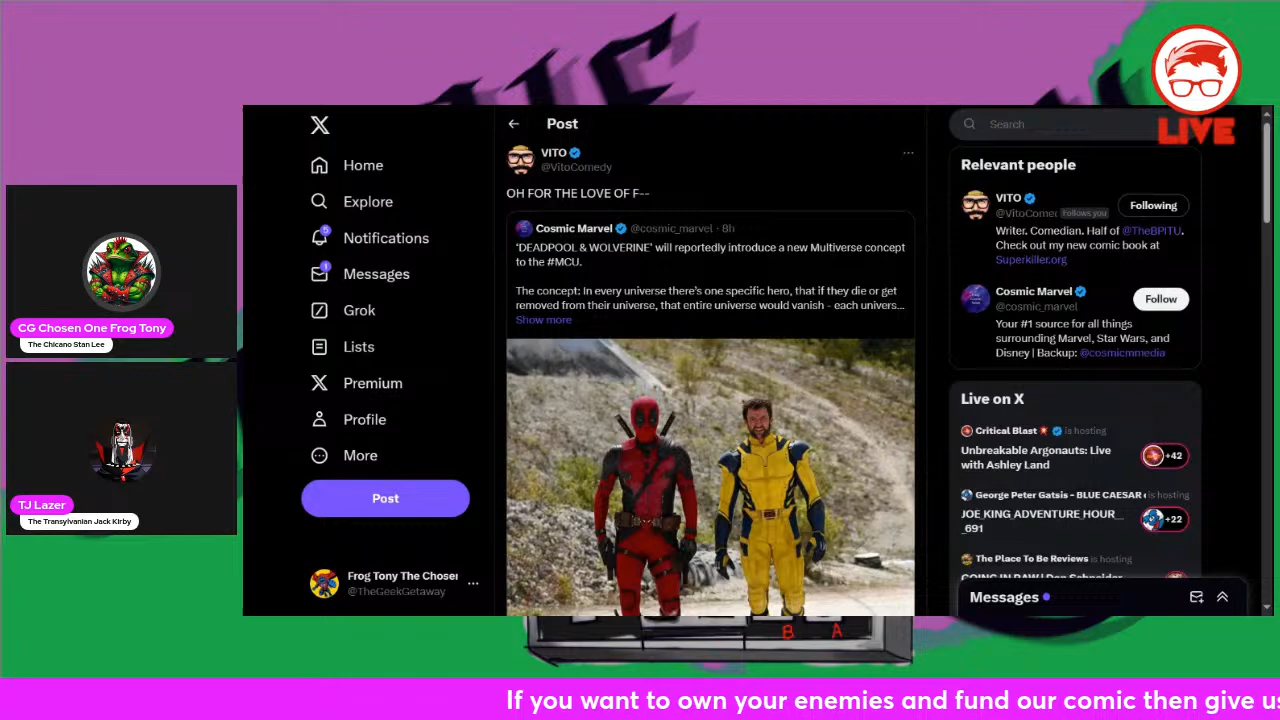 LIVE
CG Chosen One Frog Tony
The Chicano Stan Lee
TJ Lazer
The Transylvanian Jack Kirby
Home
Explore
5
Notifications
1
Messages
Grok
Lists
Premium
Profile
More
Post
Frog Tony The Choser
@TheGeekGetaway
Post
VITO
@VitoComedy
OH FOR THE LOVE OF F--
Cosmic Marvel @cosmic_marvel · 8h
'DEADPOOL & WOLVERINE' will reportedly introduce a new Multiverse concept
to the #MCU.
The concept: In every universe there's one specific hero, that if they die or get
removed from their universe, that entire universe would vanish - each univers...
Show more
Search
Relevant people
VITO
@VitoComec Follows you
Following
Writer. Comedian. Half of @TheBPITU.
Check out my new comic book at
Superkiller.org
Cosmic Marvel
@cosmic_marvel
Follow
Your #1 source for all things
surrounding Marvel, Star Wars, and
Disney | Backup: @cosmicmmedia
Live on X
Critical Blast is hosting
Unbreakable Argonauts: Live
with Ashley Land
+42
George Peter Gatsis - BLUE CAESAR is hosting
JOE_KING_ADVENTURE_HOUR__
_691
+22
The Place To Be Reviews is hosting
Messages
B A
If you want to own your enemies and fund our comic then give us